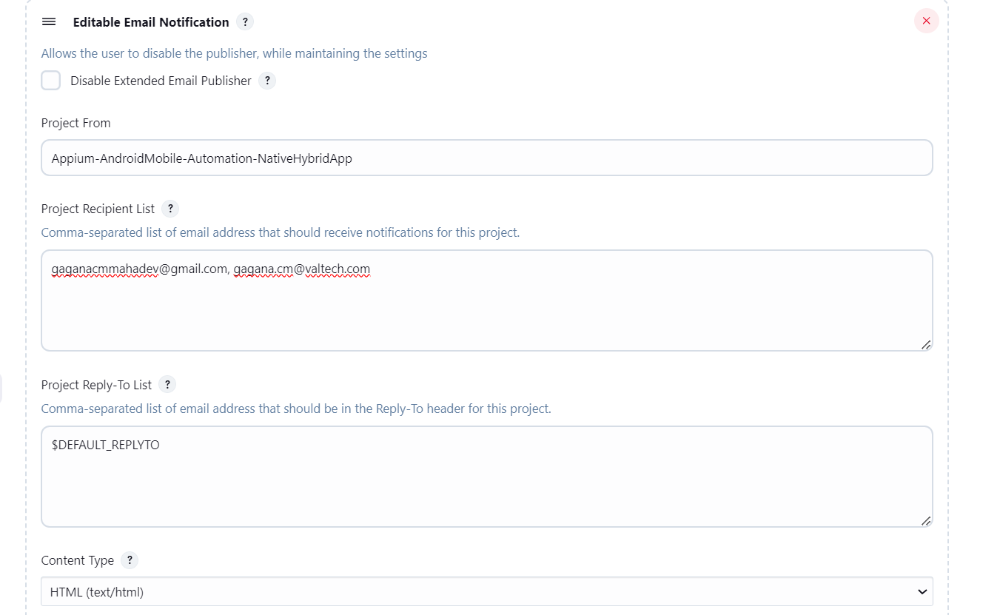 Editable Email Notification ?
Allows the user to disable the publisher, while maintaining the settings
Disable Extended Email Publisher ?
Project From
Appium-AndroidMobile-Automation-NativeHybridApp
Project Recipient List ?
Comma-separated list of email address that should receive notifications for this project.
gaganacmmahadev@gmail.com, gagana.cm@valtech.com
Project Reply-To List ?
Comma-separated list of email address that should be in the Reply-To header for this project.
$DEFAULT_REPLYTO
Content Type ?
HTML (text/html)